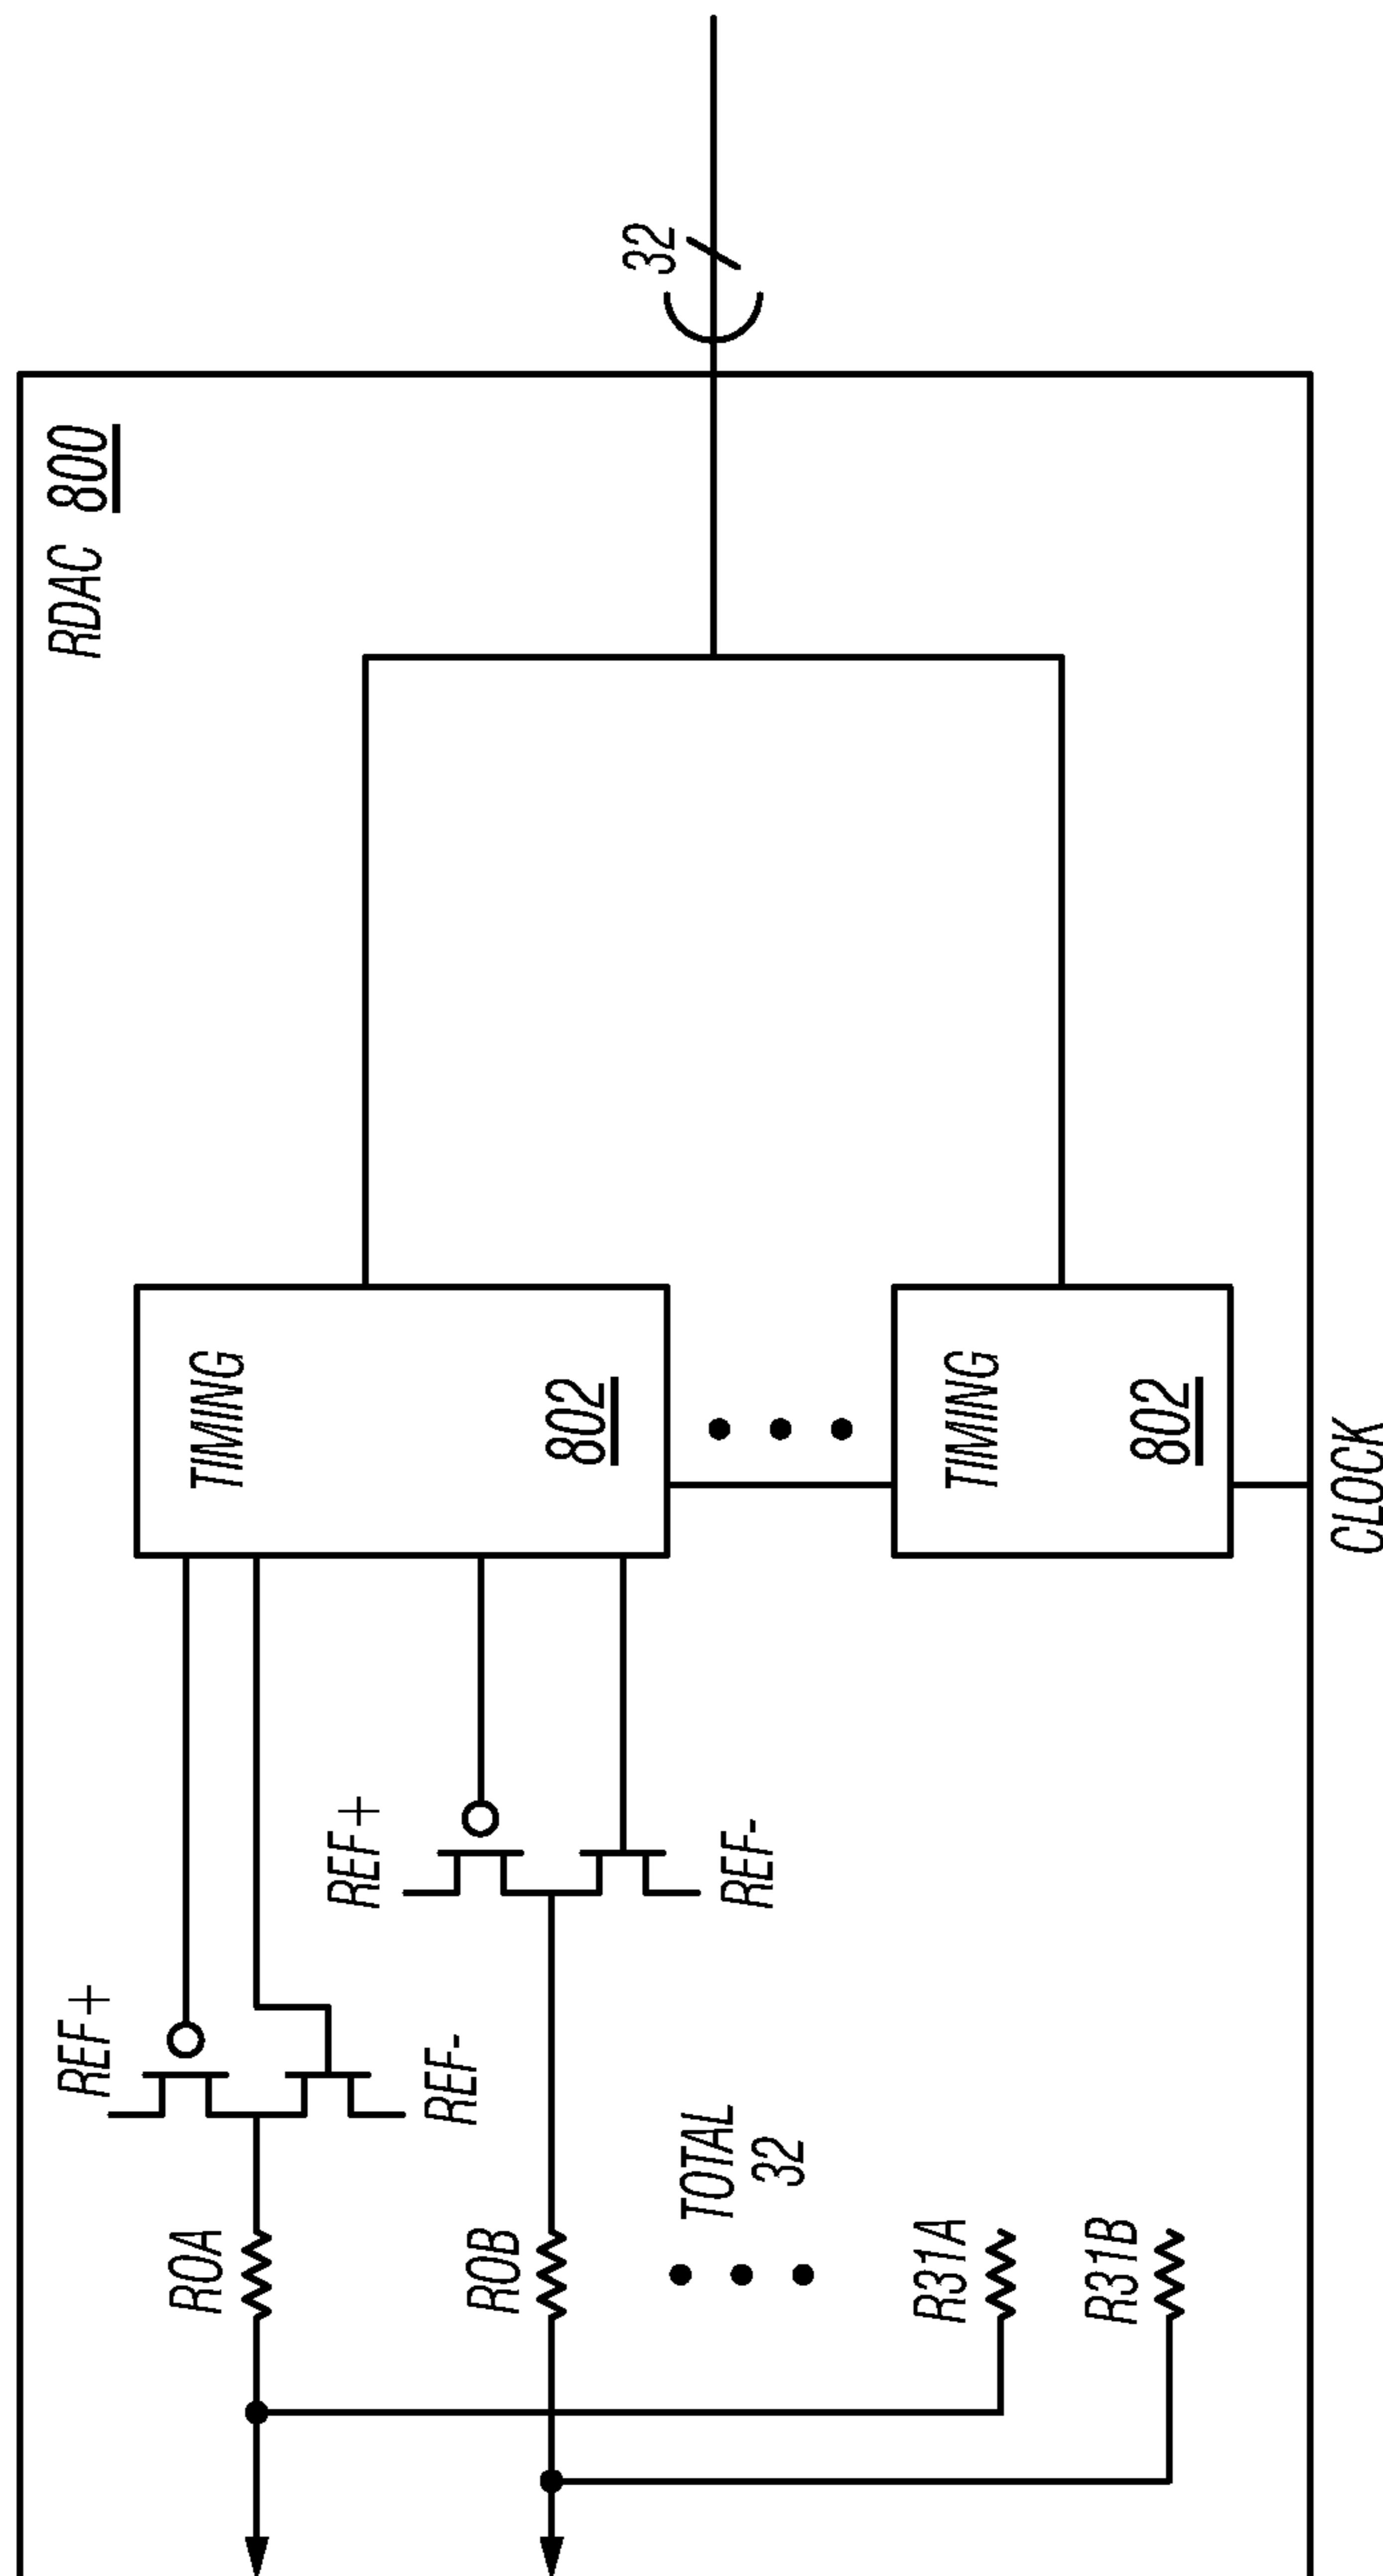 REF+
RDAC 800
R0A
TIMING
REF+
REF-
R0B
802
32
TOTAL
32
REF-
R31A
TIMING
R31B
802
CLOCK